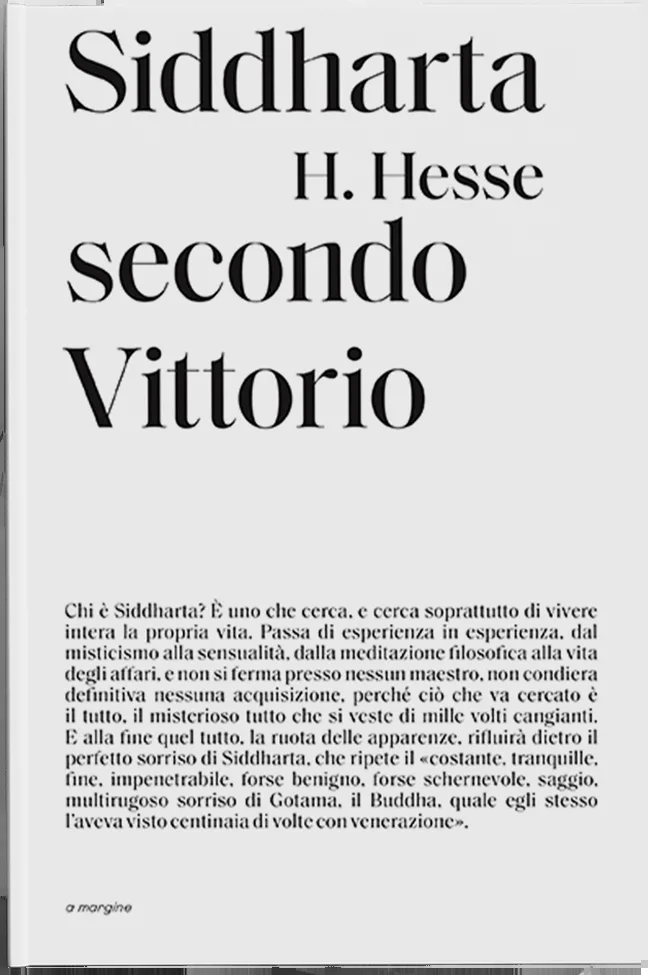 Siddharta
H. Hesse
secondo
Vittorio
Chi è Siddharta? È uno che cerca, e cerca soprattutto di vivere
intera la propria vita. Passa di esperienza in esperienza, dal
misticismo alla sensualità, dalla meditazione filosofica alla vita
degli affari, e non si ferma presso nessun maestro, non condiera
definitiva nessuna acquisizione, perché ciò che va cercato è
il tutto, il misterioso tutto che si veste di mille volti cangianti.
E alla fine quel tutto, la ruota delle apparenze, rifluirà dietro il
perfetto sorriso di Siddharta, che ripete il «costante, tranquille,
fine, impenetrabile, forse benigno, forse schernevole, saggio,
multirugoso sorriso di Gotama, il Buddha, quale egli stesso
l'aveva visto centinaia di volte con venerazione».
a margine